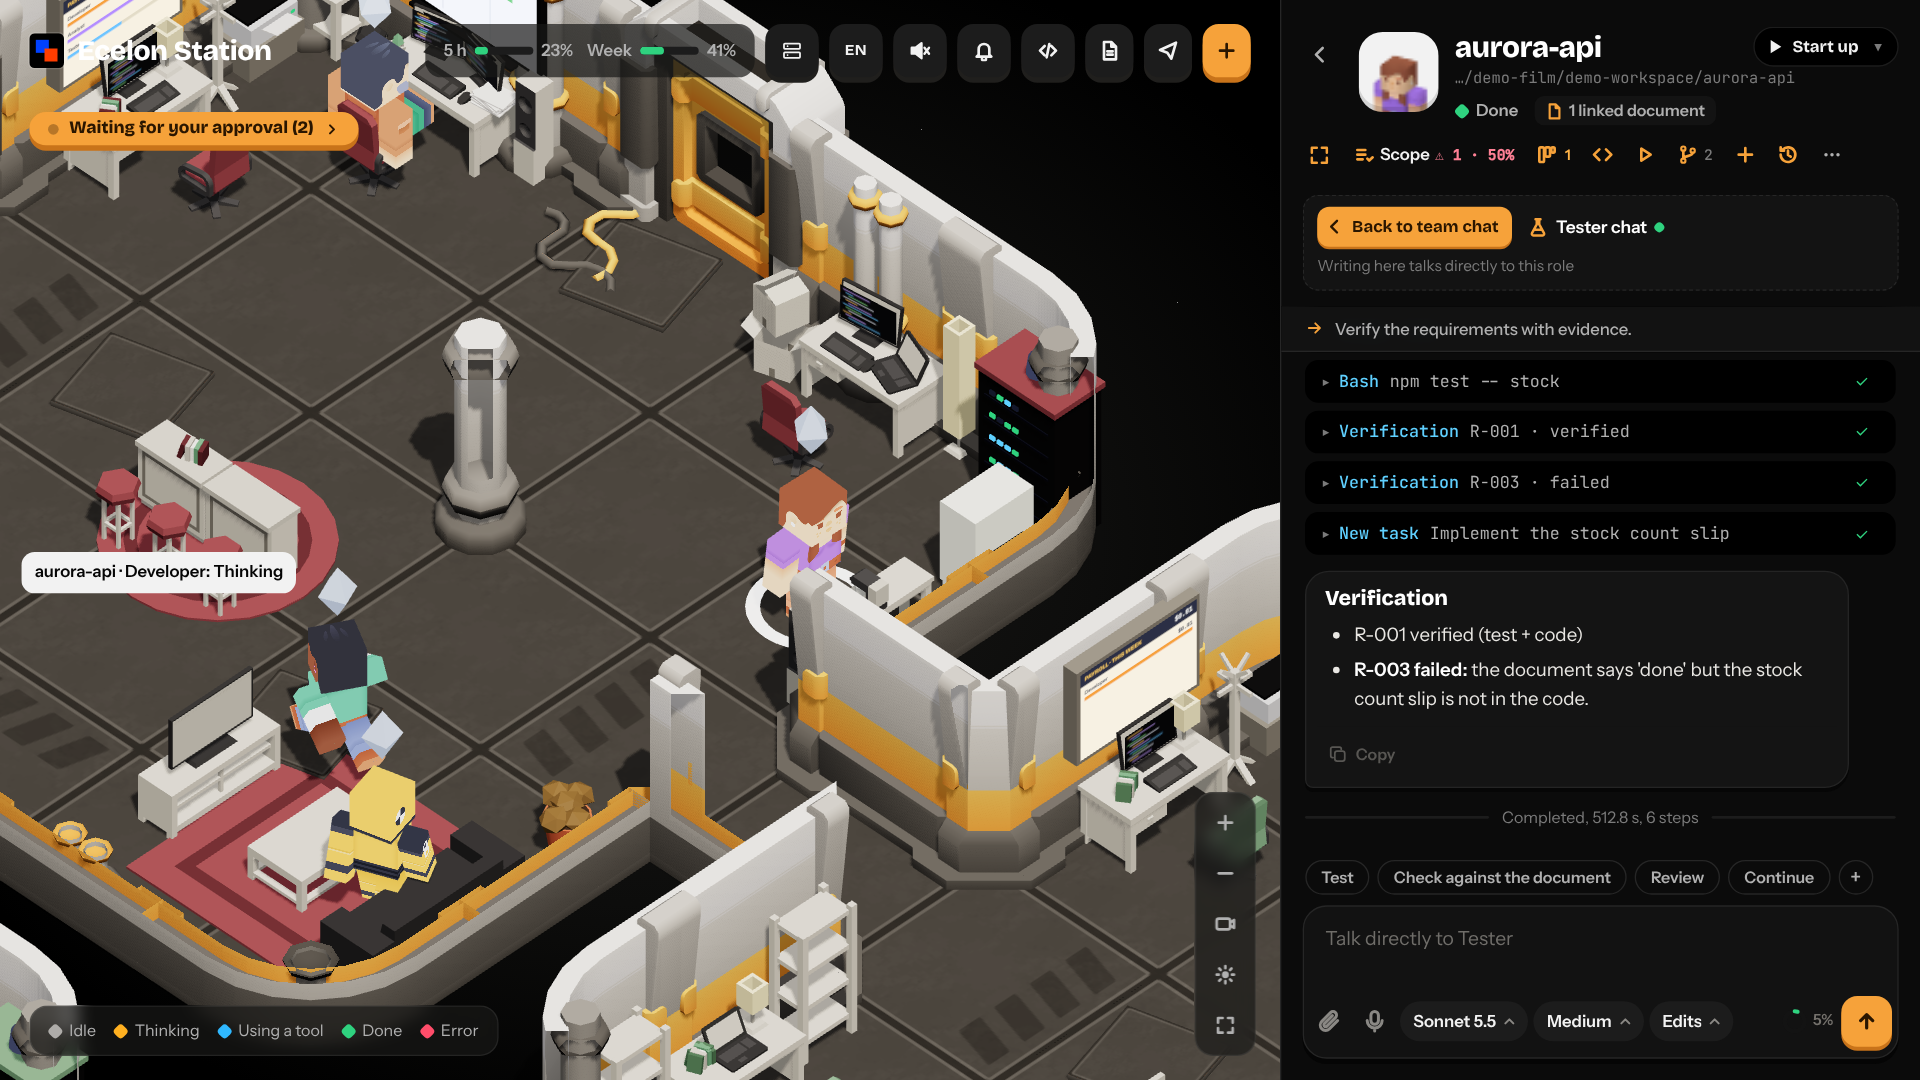 Ecelon Station
5 h 23% Week 41%
EN
Waiting for your approval (2)
aurora-api · Developer: Thinking
PAYROLL · THIS WEEK
Idle
Thinking
Using a tool
Done
Error
aurora-api
…/demo-film/demo-workspace/aurora-api
Start up
Done
1 linked document
Scope ⚠ 1 · 50%
1
2
Back to team chat
Tester chat
Writing here talks directly to this role
Verify the requirements with evidence.
Bash npm test -- stock
Verification R-001 · verified
Verification R-003 · failed
New task Implement the stock count slip
Verification
• R-001 verified (test + code)
• R-003 failed: the document says 'done' but the stock
count slip is not in the code.
Copy
Completed, 512.8 s, 6 steps
Test
Check against the document
Review
Continue
+
Talk directly to Tester
Sonnet 5.5
Medium
Edits
5%